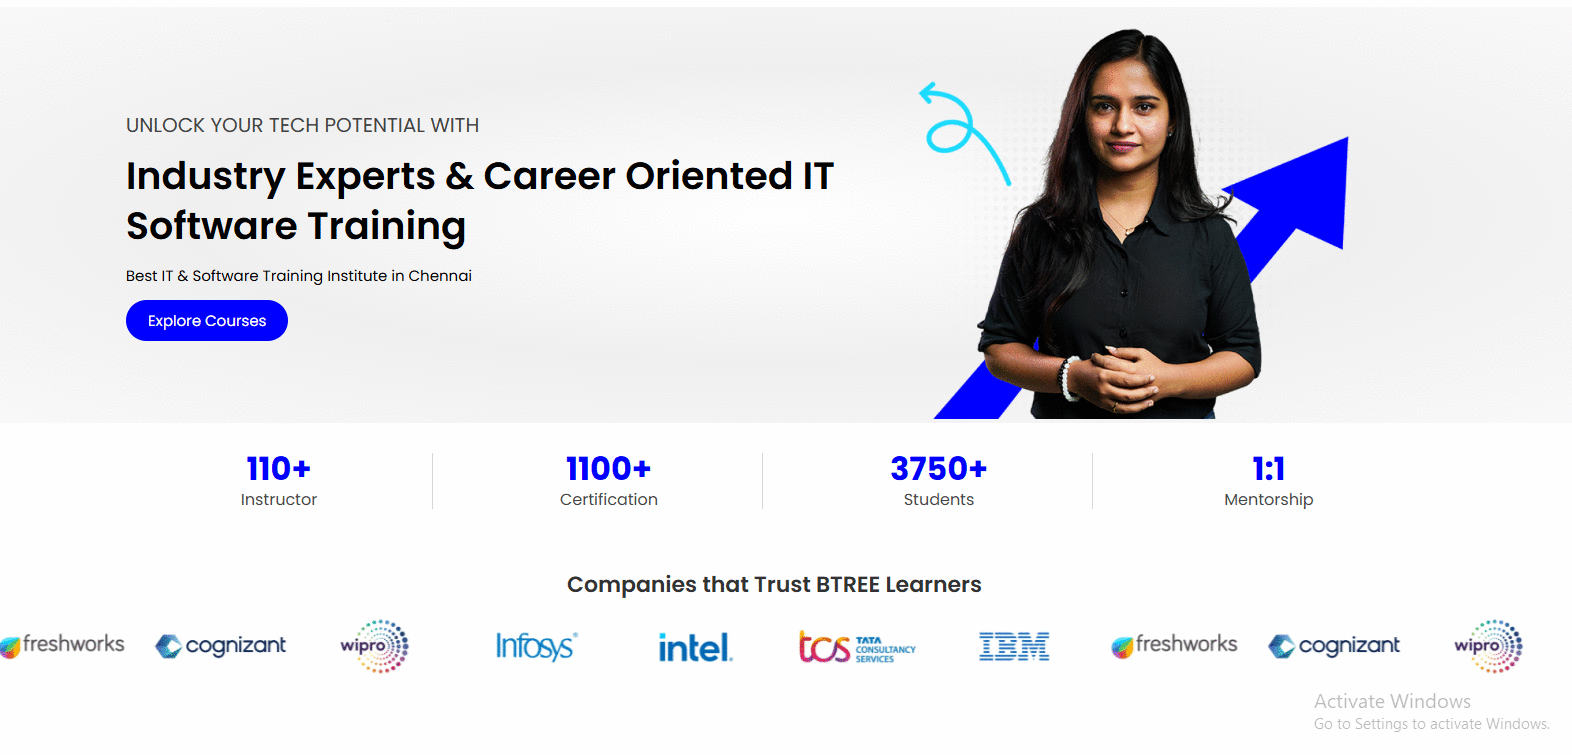 UNLOCK YOUR TECH POTENTIAL WITH
Industry Experts & Career Oriented IT
Software Training
Best IT & Software Training Institute in Chennai
Explore Courses
110+
Instructor
1100+
Certification
3750+
Students
1:1
Mentorship
Companies that Trust BTREE Learners
freshworks
cognizant
wipro
Infosys®
intel.
tcs TATA
CONSULTANCY
SERVICES
IBM
freshworks
cognizant
wipro
Activate Windows
Go to Settings to activate Windows.